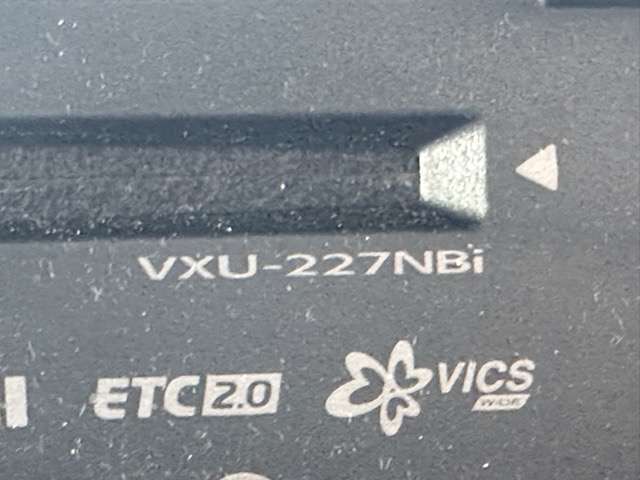 VXU-227NBi
ETC 2.0
VICS
WIDE